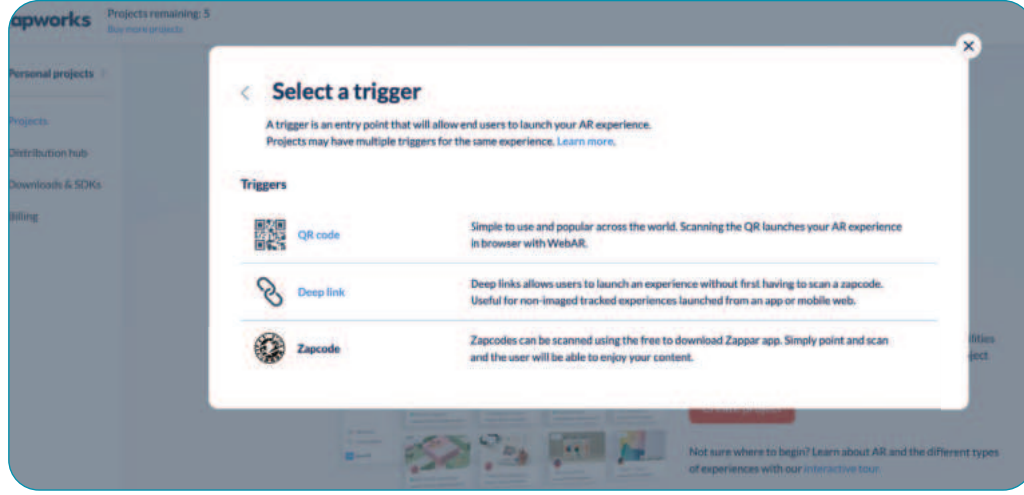 apworks
Projects remaining: 5
Buy more projects
Personal projects
Projects
Distribution hub
Downloads & SDKs
Billing
Select a trigger
A trigger is an entry point that will allow end users to launch your AR experience.
Projects may have multiple triggers for the same experience. Learn more.
Triggers
QR code
Simple to use and popular across the world. Scanning the QR launches your AR experience
in browser with WebAR.
Deep link
Deep links allows users to launch an experience without first having to scan a zapcode.
Useful for non-imaged tracked experiences launched from an app or mobile web.
Zapcode
Zapcodes can be scanned using the free to download Zappar app. Simply point and scan
and the user will be able to enjoy your content.
Not sure where to begin? Learn about AR and the different types
of experiences with our interactive tour